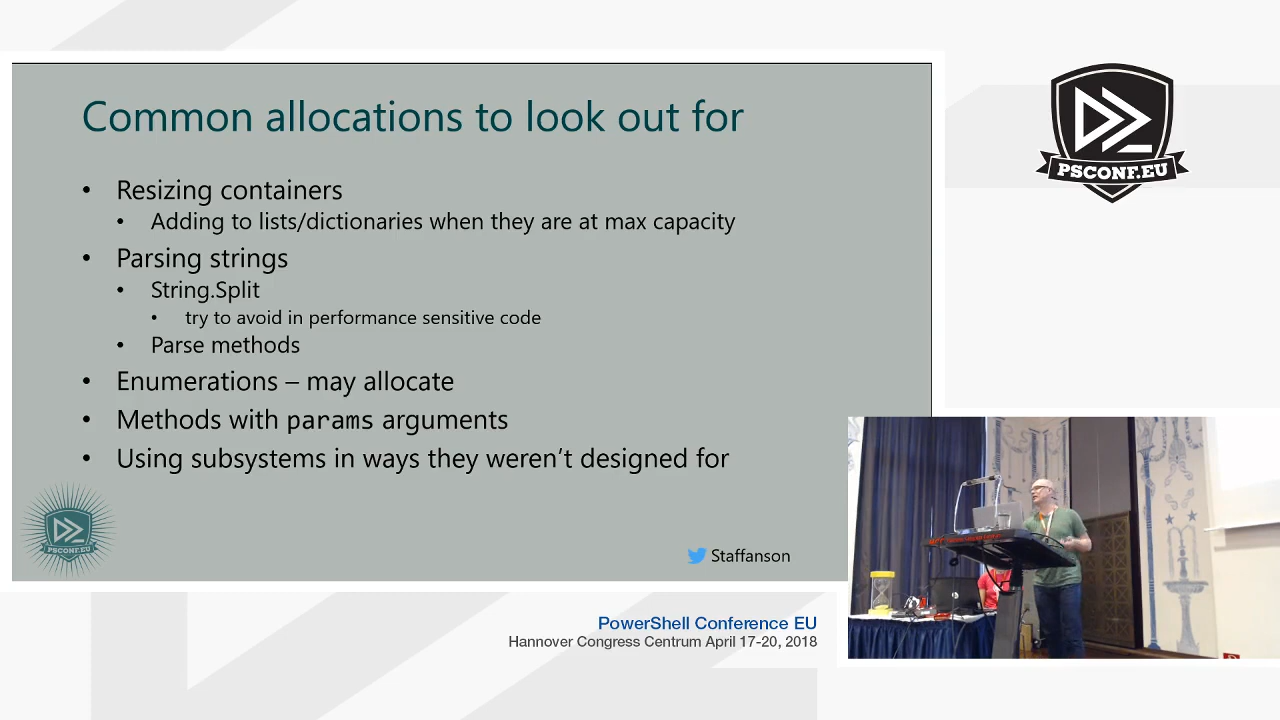 Common allocations to look out for
• Resizing containers
• Adding to lists/dictionaries when they are at max capacity
• Parsing strings
• String.Split
• try to avoid in performance sensitive code
• Parse methods
• Enumerations – may allocate
• Methods with params arguments
• Using subsystems in ways they weren't designed for
PSCONF.EU
Staffanson
PSCONF.EU
PowerShell Conference EU
Hannover Congress Centrum April 17-20, 2018